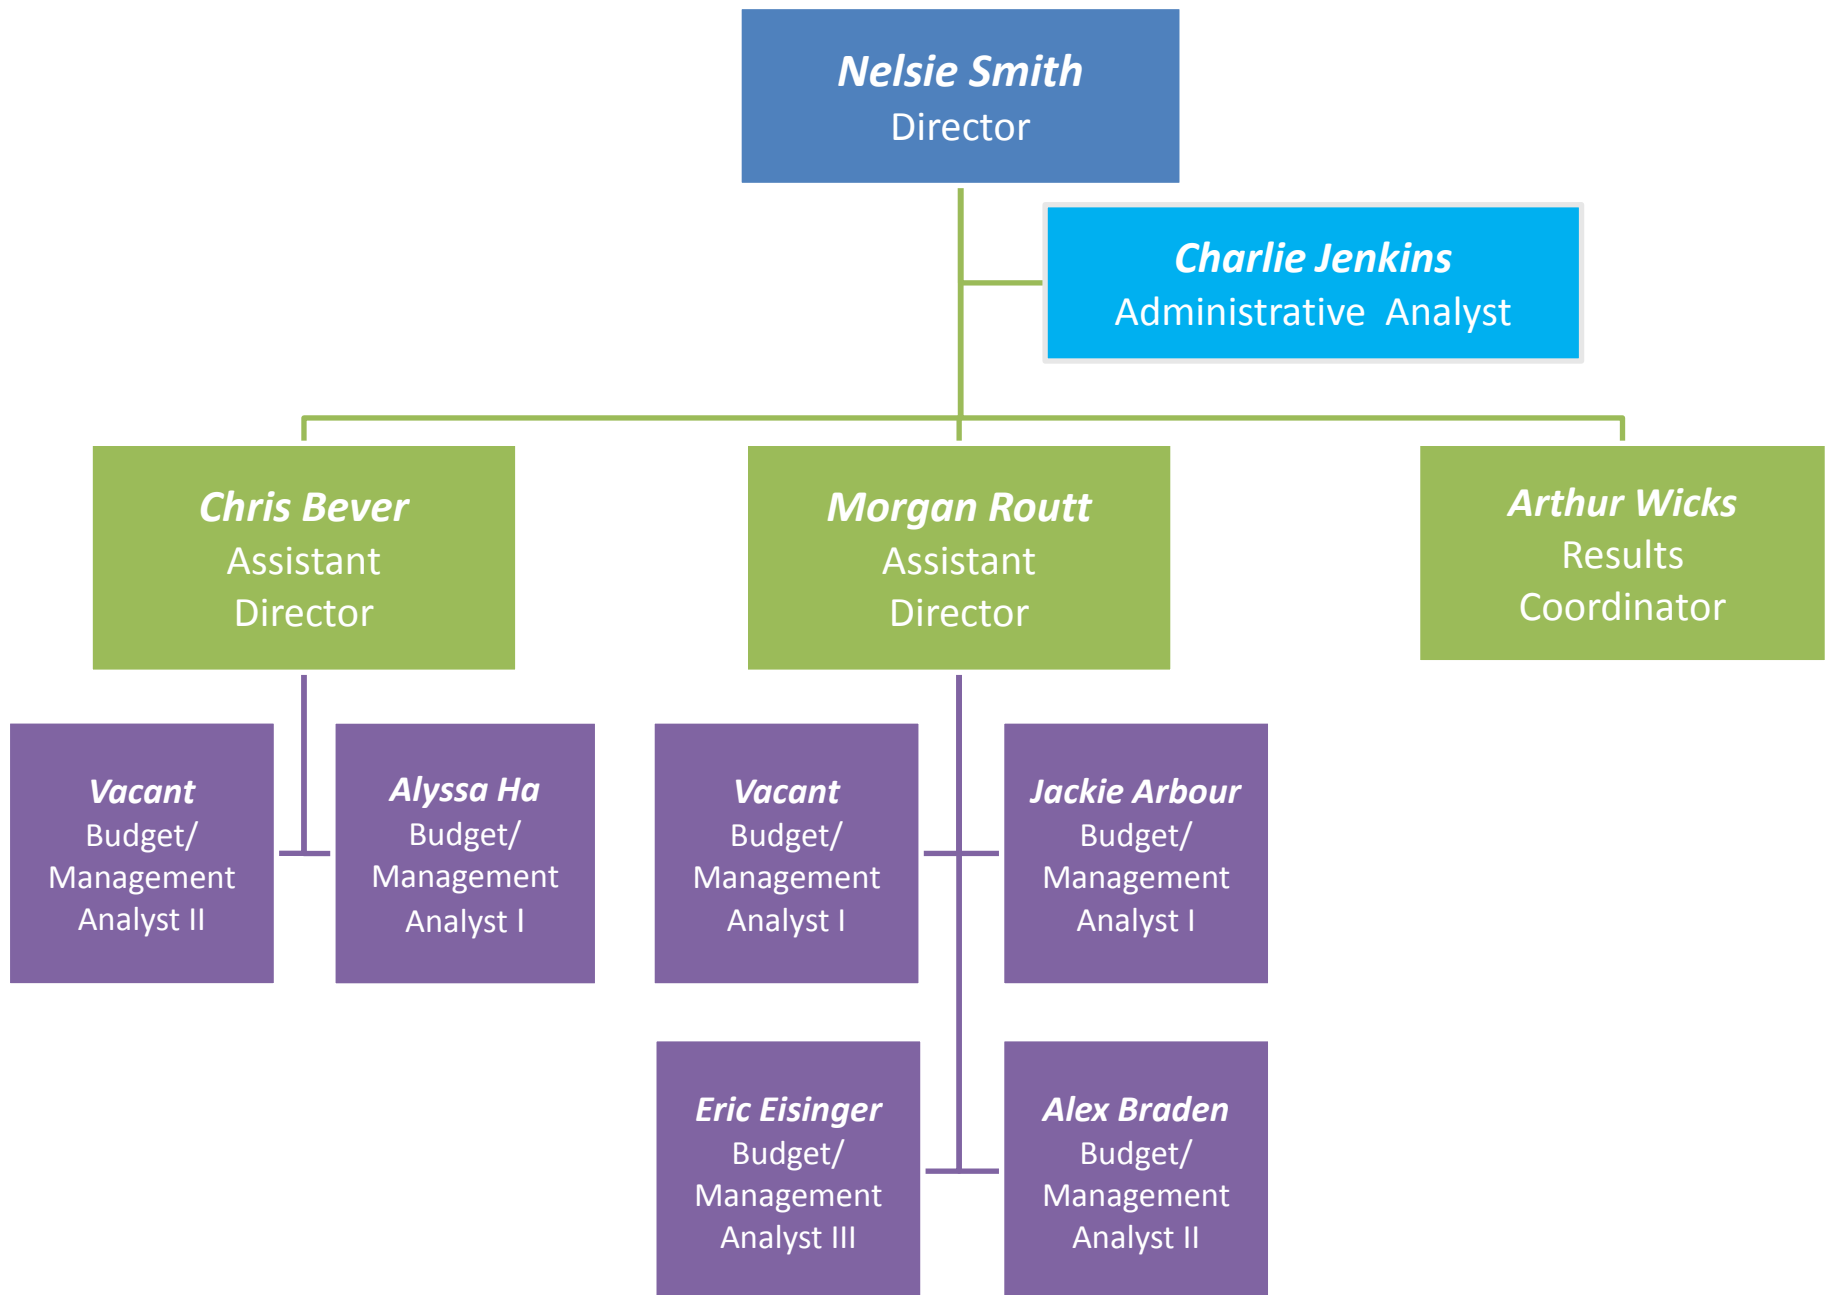 Nelsie Smith
Director
Charlie Jenkins
Administrative Analyst
Chris Bever
Assistant
Director
Morgan Routt
Assistant
Director
Arthur Wicks
Results
Coordinator
Vacant
Budget/
Management
Analyst II
Alyssa Ha
Budget/
Management
Analyst I
Vacant
Budget/
Management
Analyst I
Jackie Arbour
Budget/
Management
Analyst I
Eric Eisinger
Budget/
Management
Analyst III
Alex Braden
Budget/
Management
Analyst II